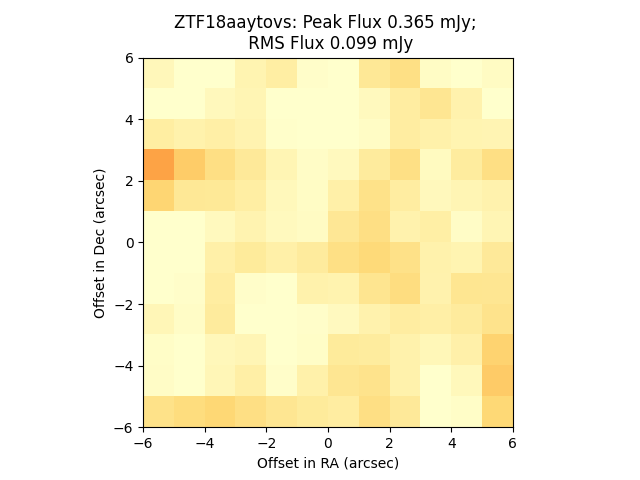 ZTF18aaytovs: Peak Flux 0.365 mJy;
RMS Flux 0.099 mJy
6
4
2
0
−2
−4
−6
Offset in Dec (arcsec)
−6 −4 −2 0 2 4 6
Offset in RA (arcsec)